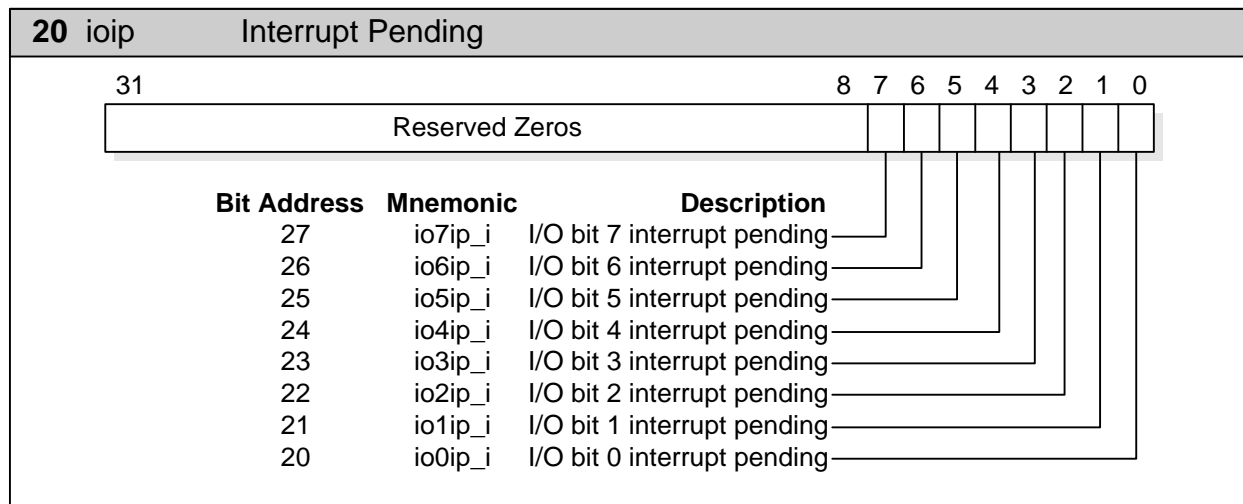 20 ioip Interrupt Pending
31 8 7 6 5 4 3 2 1 0
Reserved Zeros
Bit Address Mnemonic Description
27 io7ip_i I/O bit 7 interrupt pending
26 io6ip_i I/O bit 6 interrupt pending
25 io5ip_i I/O bit 5 interrupt pending
24 io4ip_i I/O bit 4 interrupt pending
23 io3ip_i I/O bit 3 interrupt pending
22 io2ip_i I/O bit 2 interrupt pending
21 io1ip_i I/O bit 1 interrupt pending
20 io0ip_i I/O bit 0 interrupt pending